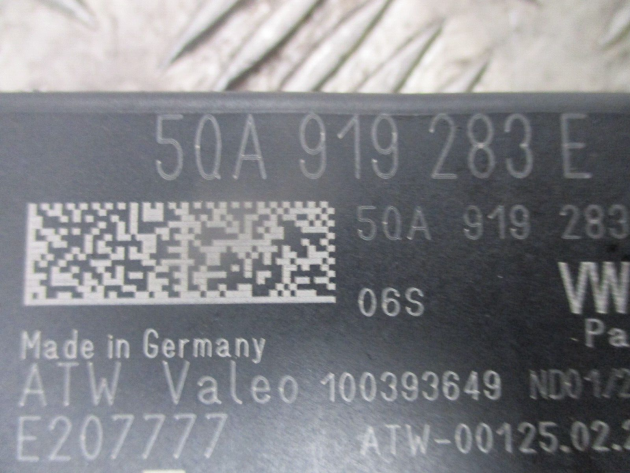 5QA 919 283 E
5QA 919 283
06S VW
Made in Germany
ATW Valeo 100393649 ND01/2
E207777 ATW-00125.02.2